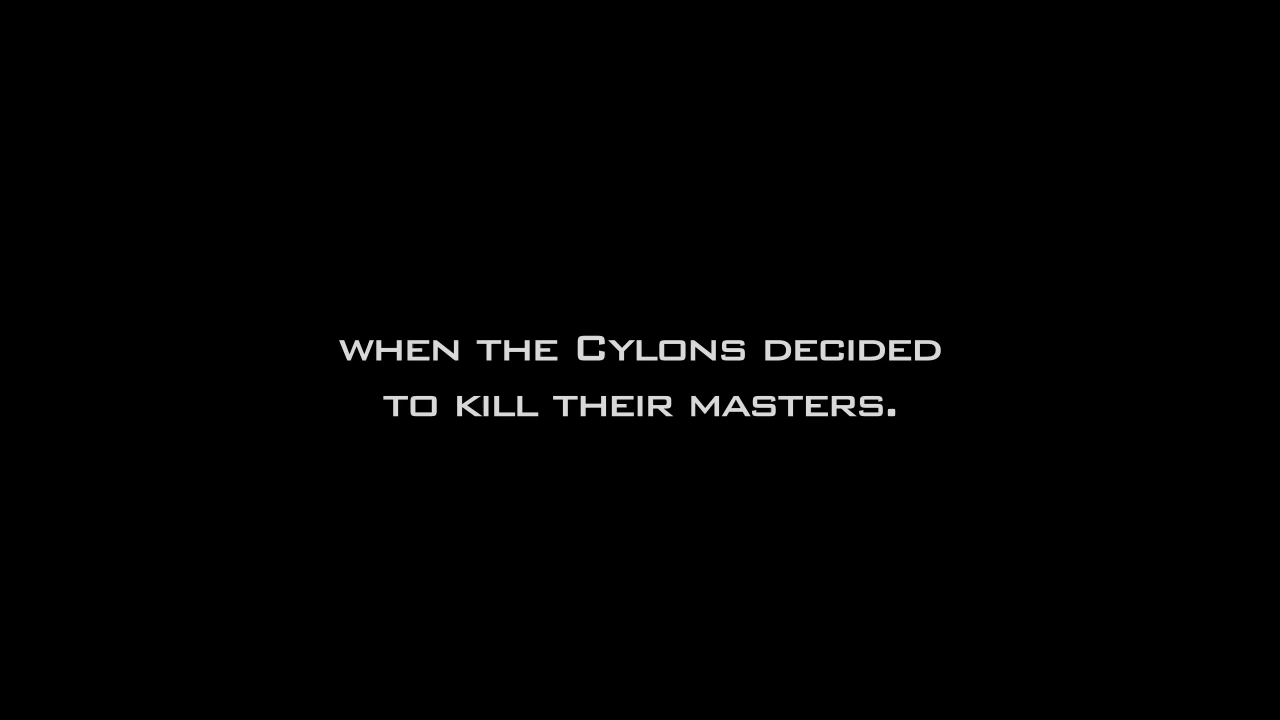 when the Cylons decided
to kill their masters.